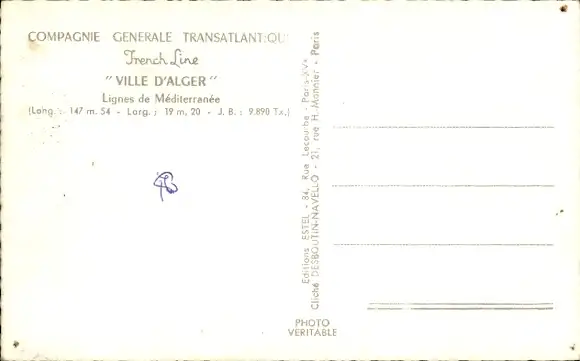 COMPAGNIE GENERALE TRANSATLANTIQU
French Line
"VILLE D'ALGER"
Lignes de Méditerranée
(Long. : 147 m. 54 - Larg. : 19 m. 20 - J. B. : 9.890 Tx.)
Editions ESTEL - 84, Rue Lecourbe - Paris-XVe
Cliché DESBOUTIN-NAVELLO - 21, rue H. Monnier - Paris
PHOTO
VERITABLE